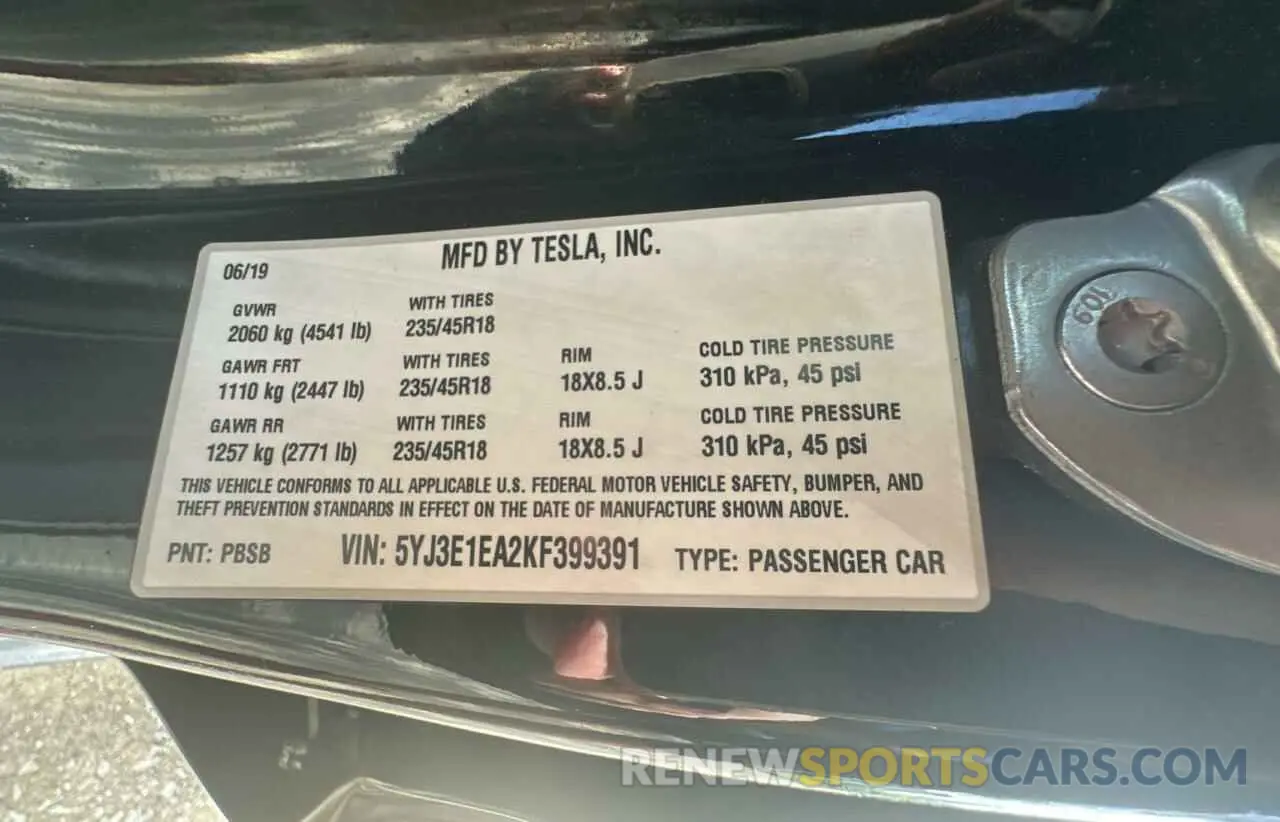 MFD BY TESLA, INC.
06/19
GVWR WITH TIRES
2060 kg (4541 lb) 235/45R18
GAWR FRT WITH TIRES RIM COLD TIRE PRESSURE
1110 kg (2447 lb) 235/45R18 18X8.5 J 310 kPa, 45 psi
GAWR RR WITH TIRES RIM COLD TIRE PRESSURE
1257 kg (2771 lb) 235/45R18 18X8.5 J 310 kPa, 45 psi
THIS VEHICLE CONFORMS TO ALL APPLICABLE U.S. FEDERAL MOTOR VEHICLE SAFETY, BUMPER, AND
THEFT PREVENTION STANDARDS IN EFFECT ON THE DATE OF MANUFACTURE SHOWN ABOVE.
PNT: PBSB VIN: 5YJ3E1EA2KF399391 TYPE: PASSENGER CAR
109
RENEWSPORTSCARS.COM